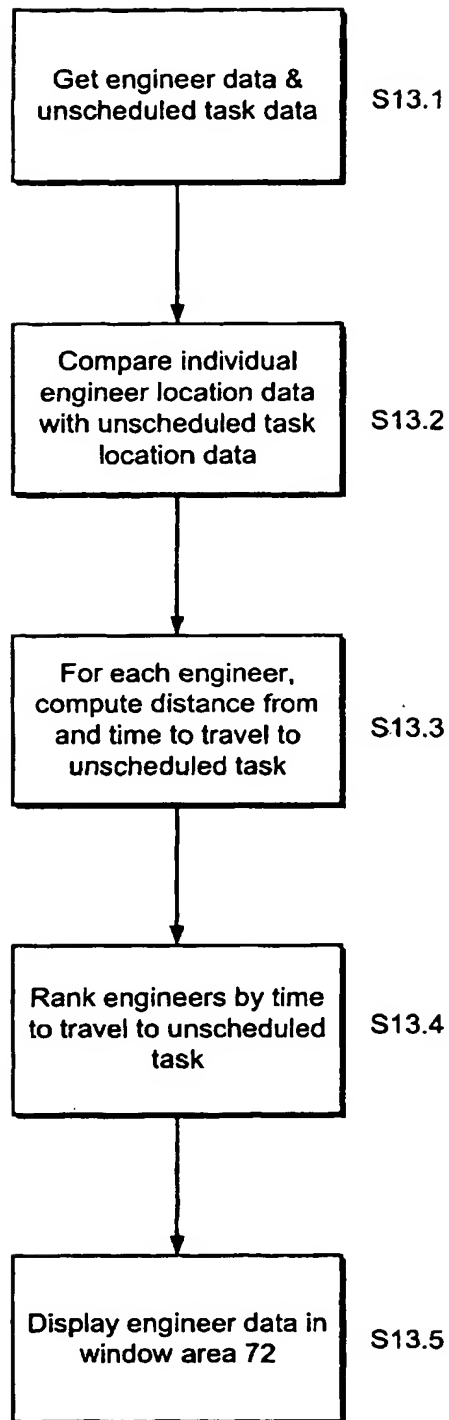 Get engineer data &
unscheduled task data
S13.1
Compare individual
engineer location data
with unscheduled task
location data
S13.2
For each engineer,
compute distance from
and time to travel to
unscheduled task
S13.3
Rank engineers by time
to travel to unscheduled
task
S13.4
Display engineer data in
window area 72
S13.5